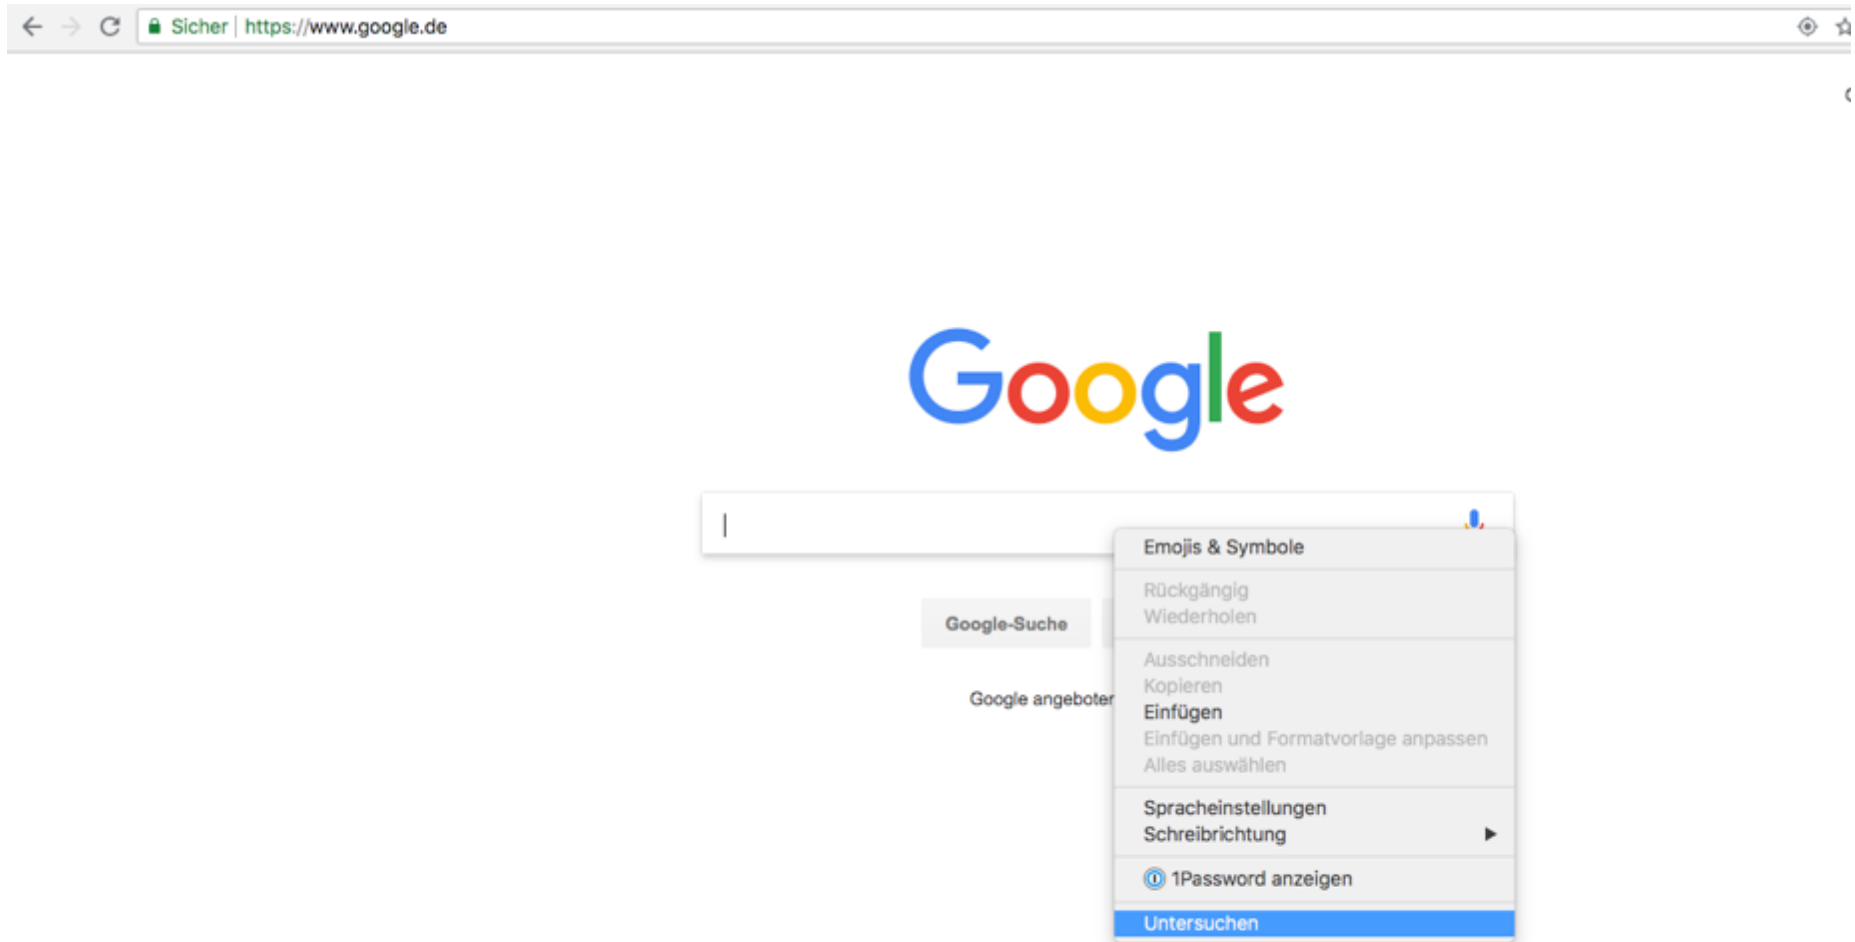 Sicher | https://www.google.de
Google
Emojis & Symbole
Rückgängig
Wiederholen
Google-Suche
Ausschneiden
Kopieren
Google angeboten
Einfügen
Einfügen und Formatvorlage anpassen
Alles auswählen
Spracheinstellungen
Schreibrichtung
1Password anzeigen
Untersuchen